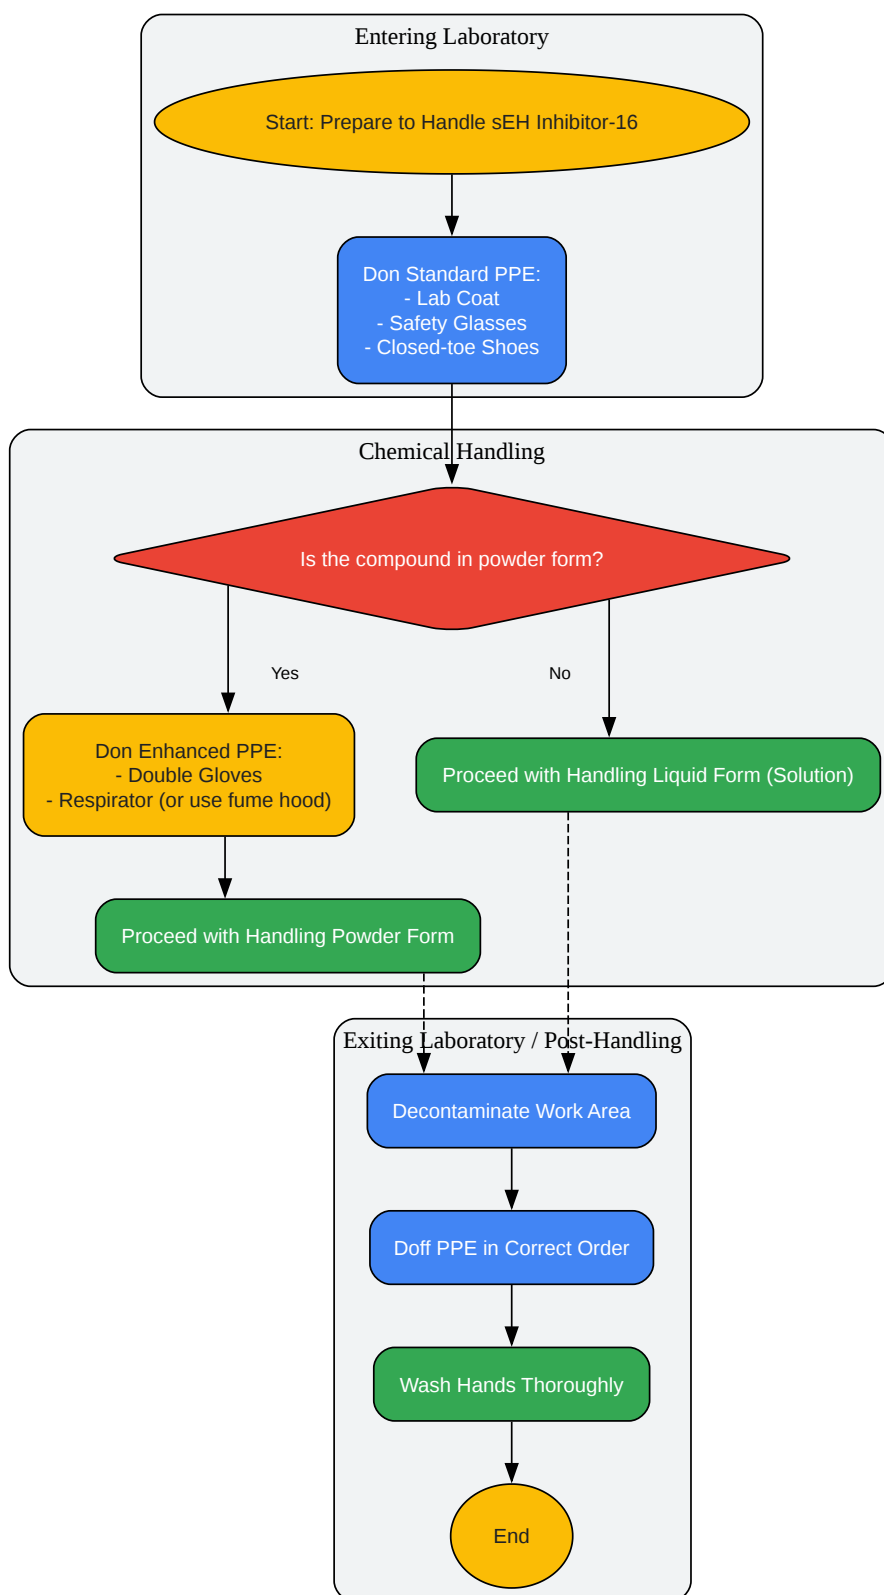 Entering Laboratory
Start: Prepare to Handle sEH Inhibitor-16
Don Standard PPE:
- Lab Coat
- Safety Glasses
- Closed-toe Shoes
Chemical Handling
Is the compound in powder form?
Yes
No
Don Enhanced PPE:
- Double Gloves
- Respirator (or use fume hood)
Proceed with Handling Liquid Form (Solution)
Proceed with Handling Powder Form
Exiting Laboratory / Post-Handling
Decontaminate Work Area
Doff PPE in Correct Order
Wash Hands Thoroughly
End